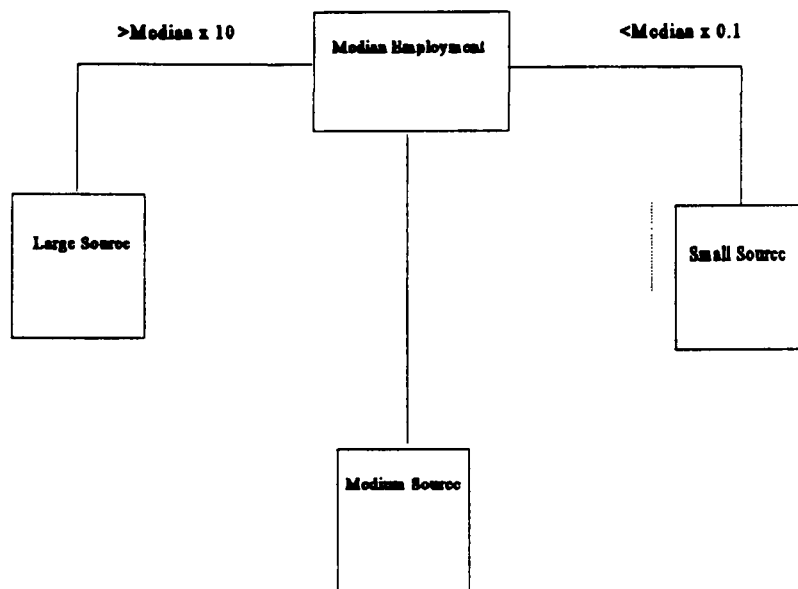 >Median x 10
Median Employment
<Median x 0.1
Large Source
Small Source
Medium Source